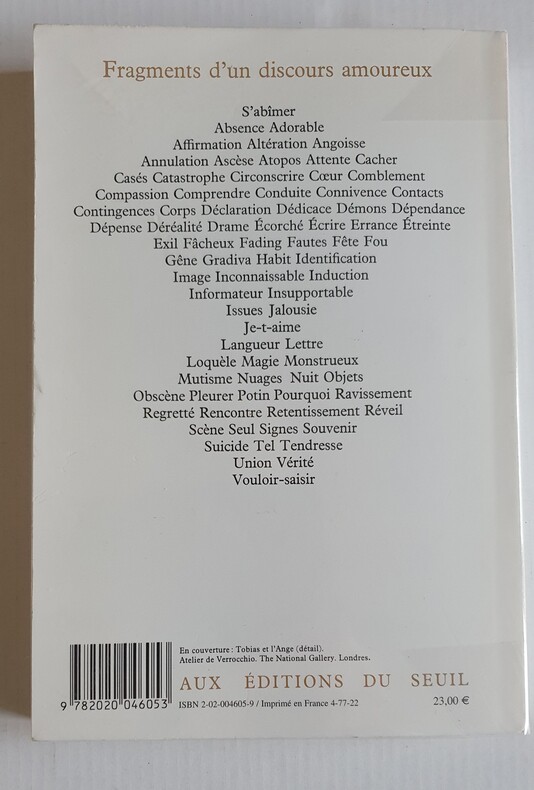 Fragments d'un discours amoureux
S'abîmer
Absence Adorable
Affirmation Altération Angoisse
Annulation Ascèse Atopos Attente Cacher
Casés Catastrophe Circonscrire Cœur Comblement
Compassion Comprendre Conduite Connivence Contacts
Contingences Corps Déclaration Dédicace Démons Dépendance
Dépense Déréalité Drame Écorché Écrire Errance Étreinte
Exil Fâcheux Fading Fautes Fête Fou
Gêne Gradiva Habit Identification
Image Inconnaissable Induction
Informateur Insupportable
Issues Jalousie
Je-t-aime
Langueur Lettre
Loquèle Magie Monstrueux
Mutisme Nuages Nuit Objets
Obscène Pleurer Potin Pourquoi Ravissement
Regretté Rencontre Retentissement Réveil
Scène Seul Signes Souvenir
Suicide Tel Tendresse
Union Vérité
Vouloir-saisir
En couverture : Tobias et l'Ange (détail).
Atelier de Verrocchio. The National Gallery. Londres.
AUX ÉDITIONS DU SEUIL
9 782020 046053
ISBN 2-02-004605-9 / Imprimé en France 4-77-22
23,00 €